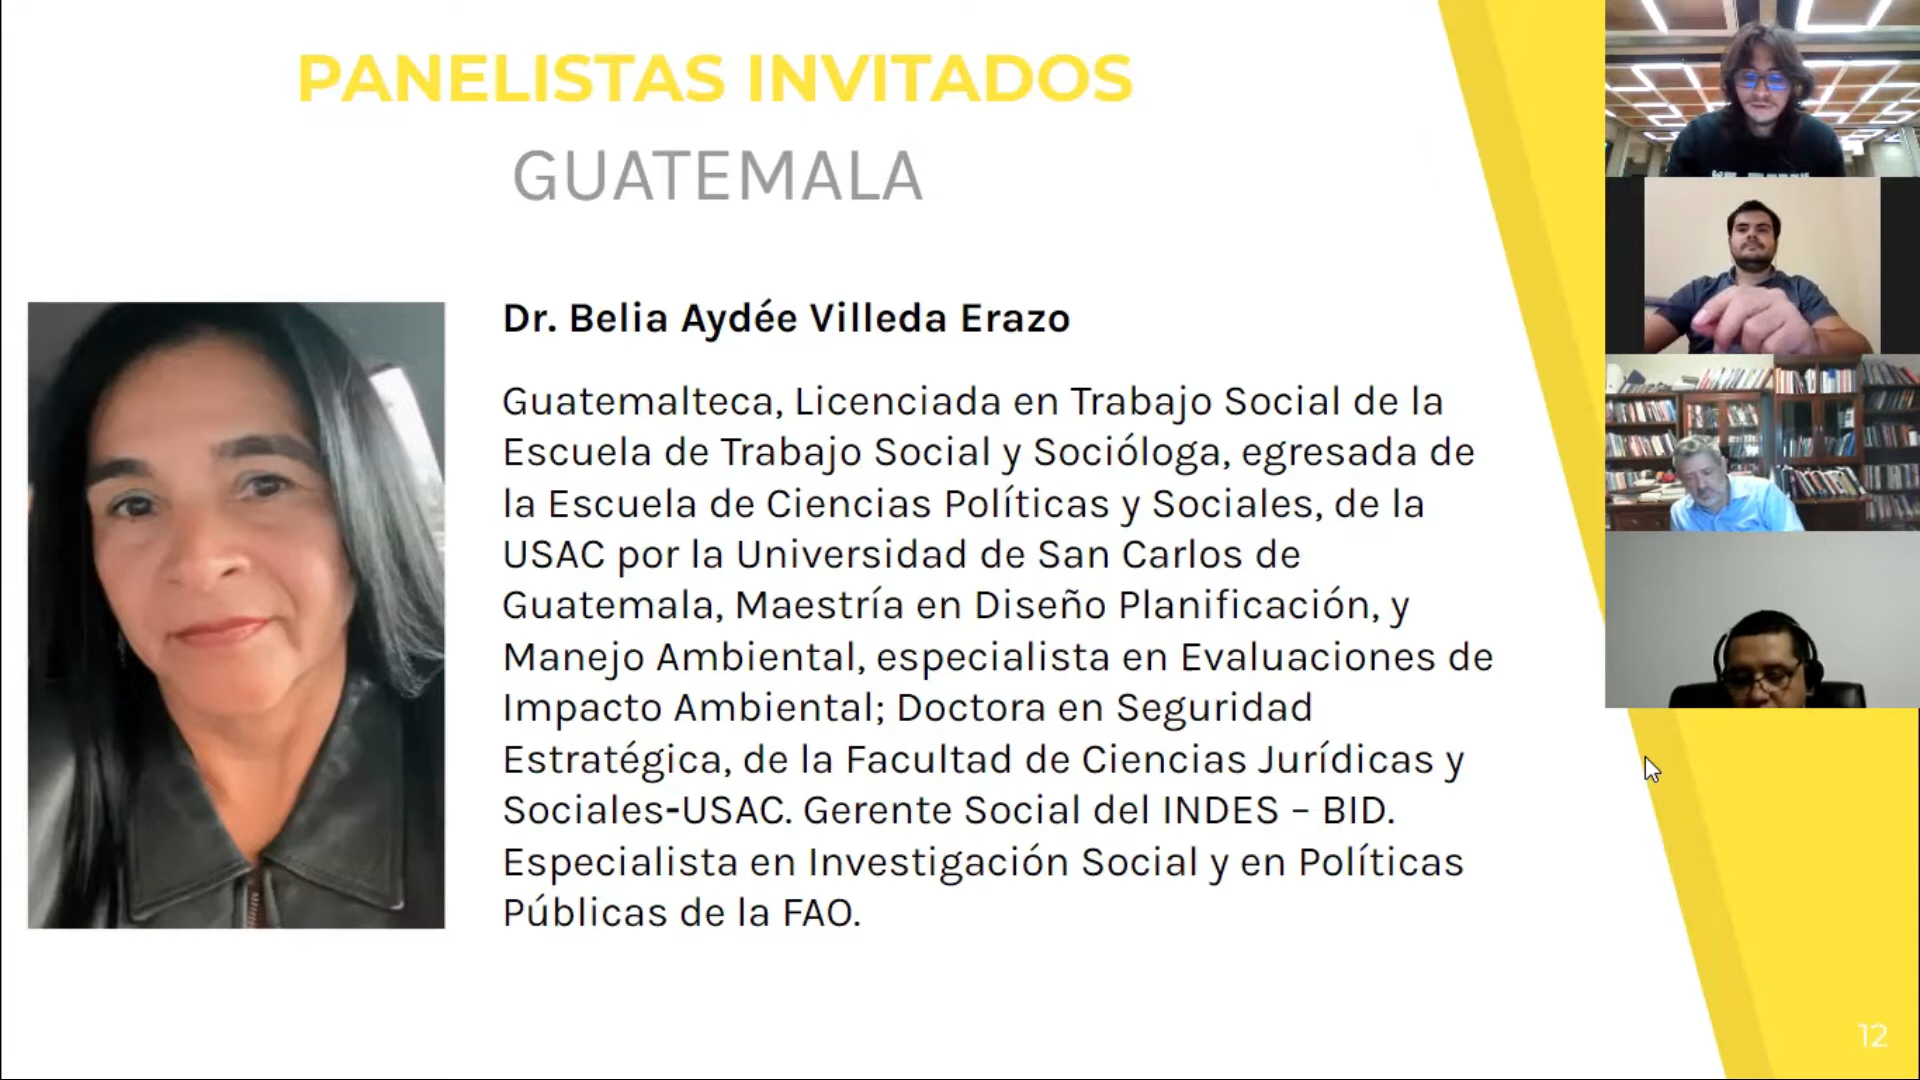 PANELISTAS INVITADOS
GUATEMALA
Dr. Belia Aydée Villeda Erazo
Guatemalteca, Licenciada en Trabajo Social de la
Escuela de Trabajo Social y Socióloga, egresada de
la Escuela de Ciencias Políticas y Sociales, de la
USAC por la Universidad de San Carlos de
Guatemala, Maestría en Diseño Planificación, y
Manejo Ambiental, especialista en Evaluaciones de
Impacto Ambiental; Doctora en Seguridad
Estratégica, de la Facultad de Ciencias Jurídicas y
Sociales-USAC. Gerente Social del INDES – BID.
Especialista en Investigación Social y en Políticas
Públicas de la FAO.
12